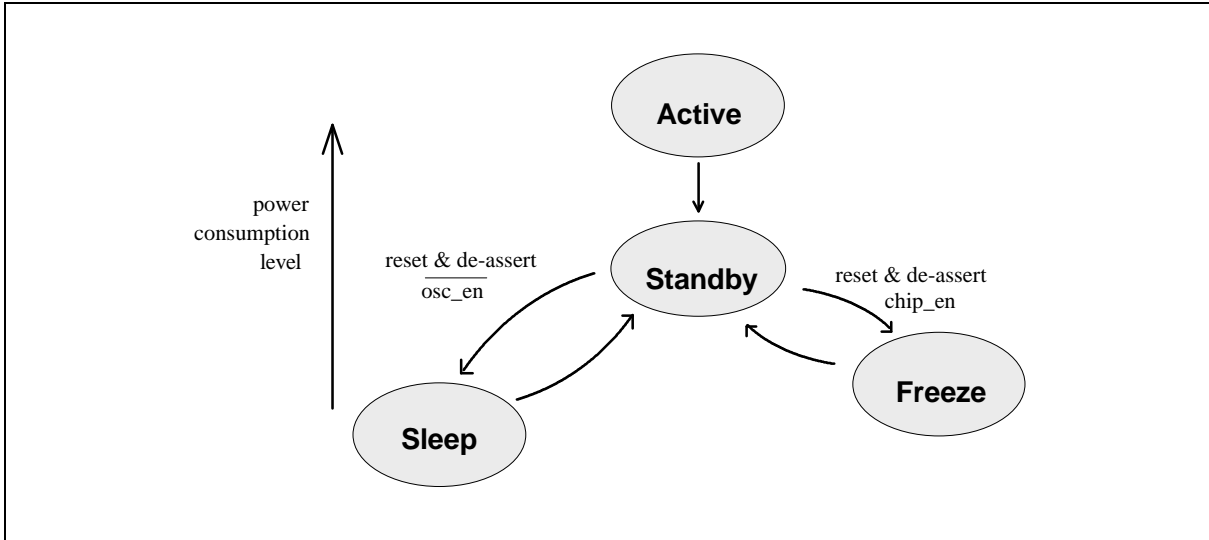 Active
power
consumption
level
reset & de-assert
osc_en
Standby
reset & de-assert
chip_en
Freeze
Sleep